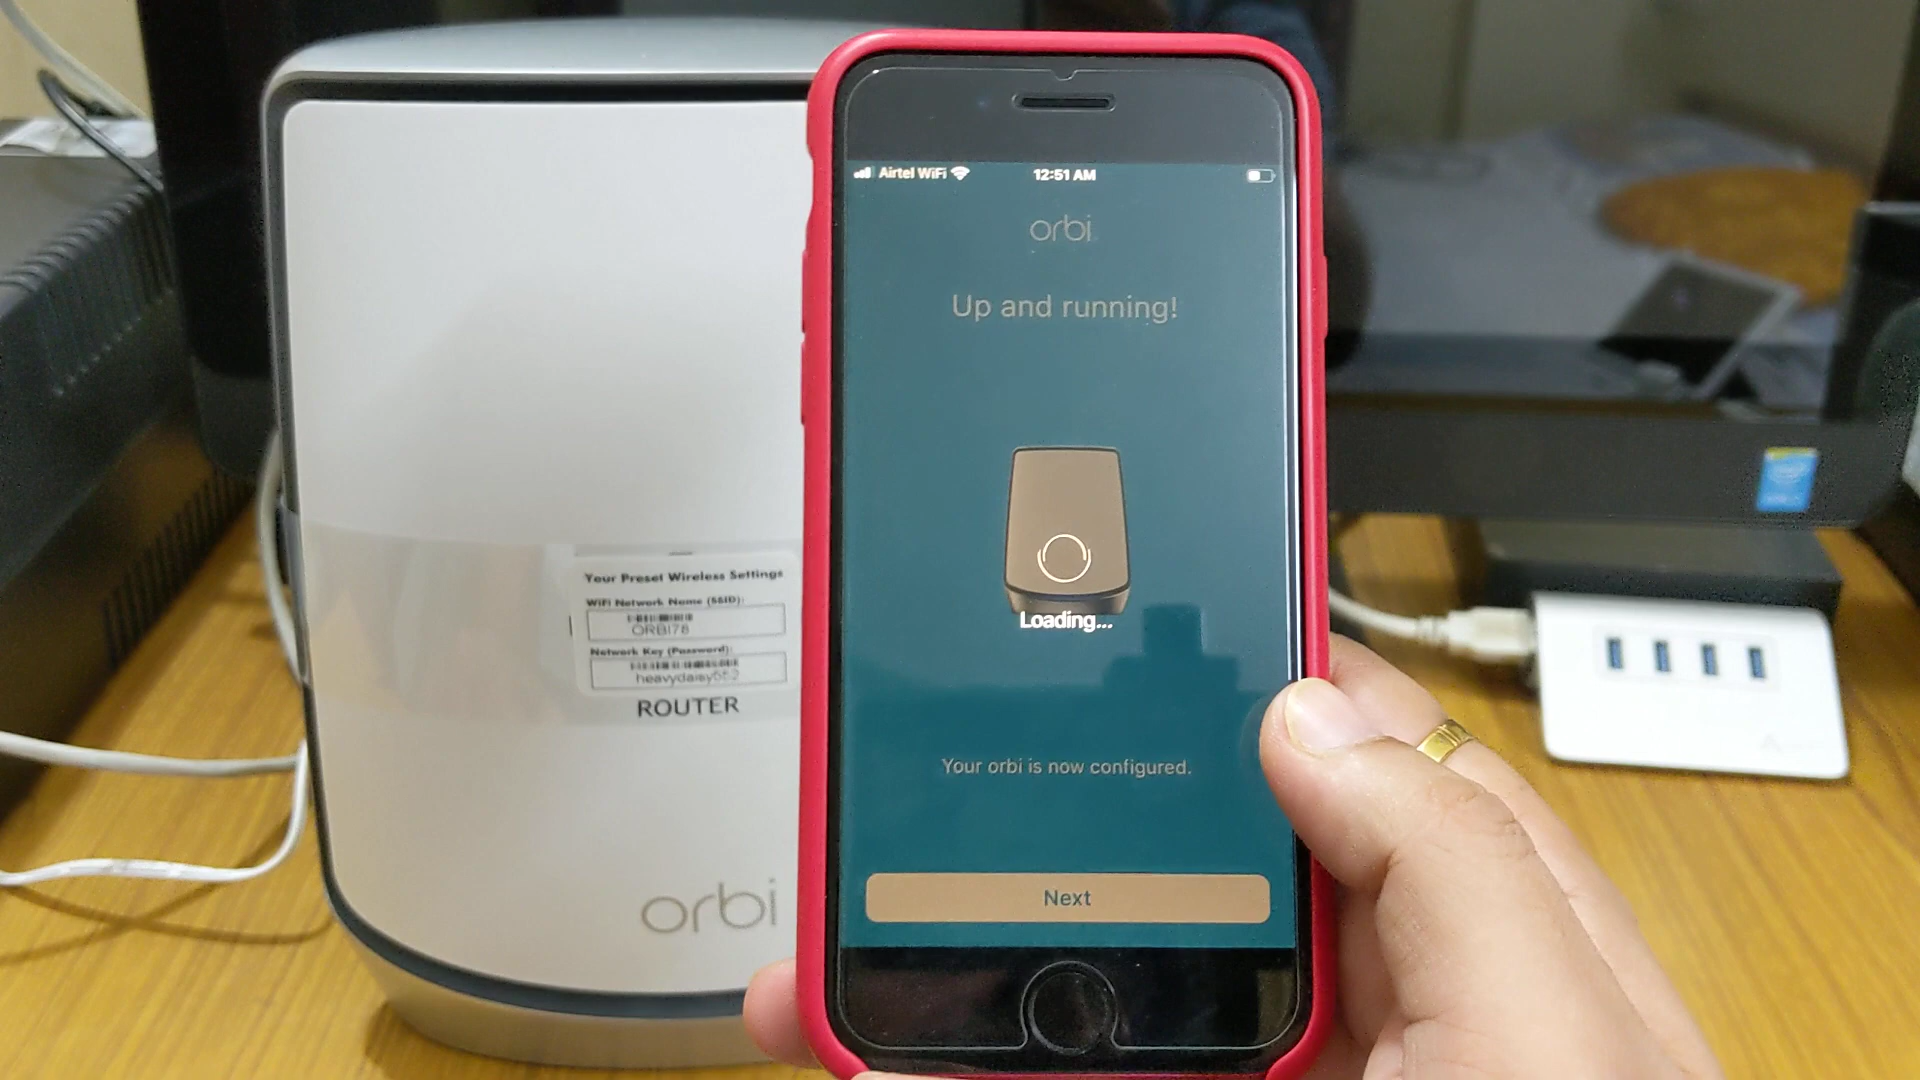 Your Preset Wireless Settings
WiFi Network Name (SSID):
ORBI78
Network Key (Password):
heavydaisy552
ROUTER
orbi
Airtel WiFi 12:51 AM
orbi
Up and running!
Loading...
Your orbi is now configured.
Next